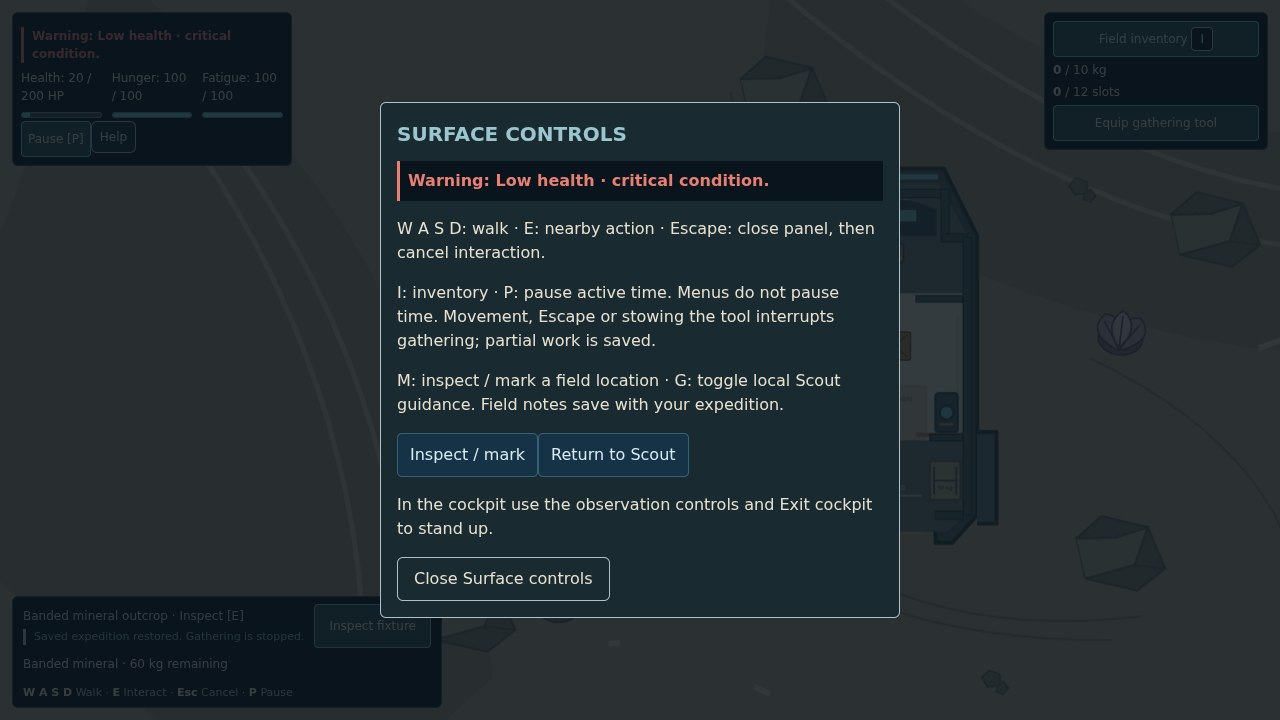 Warning: Low health · critical
condition.
Health: 20 /
200 HP
Hunger: 100
/ 100
Fatigue: 100
/ 100
Pause [P]
Help
Field inventory I
0 / 10 kg
0 / 12 slots
Equip gathering tool
SURFACE CONTROLS
Warning: Low health · critical condition.
W A S D: walk · E: nearby action · Escape: close panel, then
cancel interaction.
I: inventory · P: pause active time. Menus do not pause
time. Movement, Escape or stowing the tool interrupts
gathering; partial work is saved.
M: inspect / mark a field location · G: toggle local Scout
guidance. Field notes save with your expedition.
Inspect / mark
Return to Scout
In the cockpit use the observation controls and Exit cockpit
to stand up.
Close Surface controls
Banded mineral outcrop · Inspect [E]
Saved expedition restored. Gathering is stopped.
Inspect fixture
Banded mineral · 60 kg remaining
W A S D Walk · E Interact · Esc Cancel · P Pause